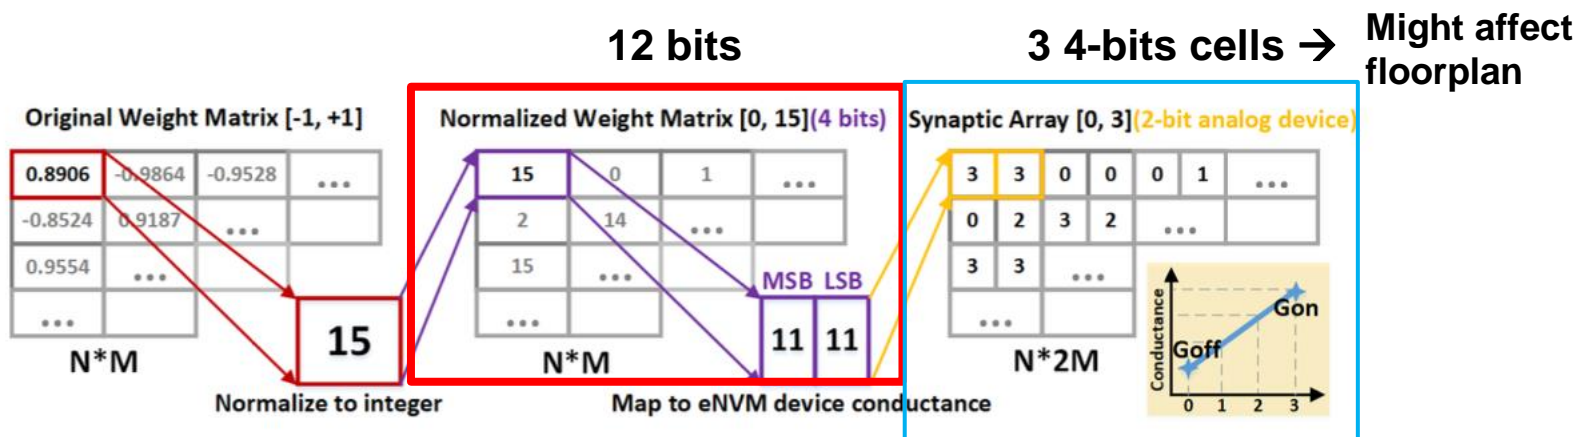 12 bits
3 4-bits cells → Might affect
floorplan
Original Weight Matrix [-1, +1]
0.8906 -0.9864 -0.9528 ...
-0.8524 0.9187 ...
0.9554 ...
...
N*M
15
Normalize to integer
Normalized Weight Matrix [0, 15](4 bits)
15 0 1 ...
2 14 ...
15 ...
...
N*M
MSB LSB
11 11
Map to eNVM device conductance
Synaptic Array [0, 3](2-bit analog device)
3 3 0 0 0 1 ...
0 2 3 2 ...
3 3 ...
...
N*2M
Conductance
Goff
Gon
0 1 2 3